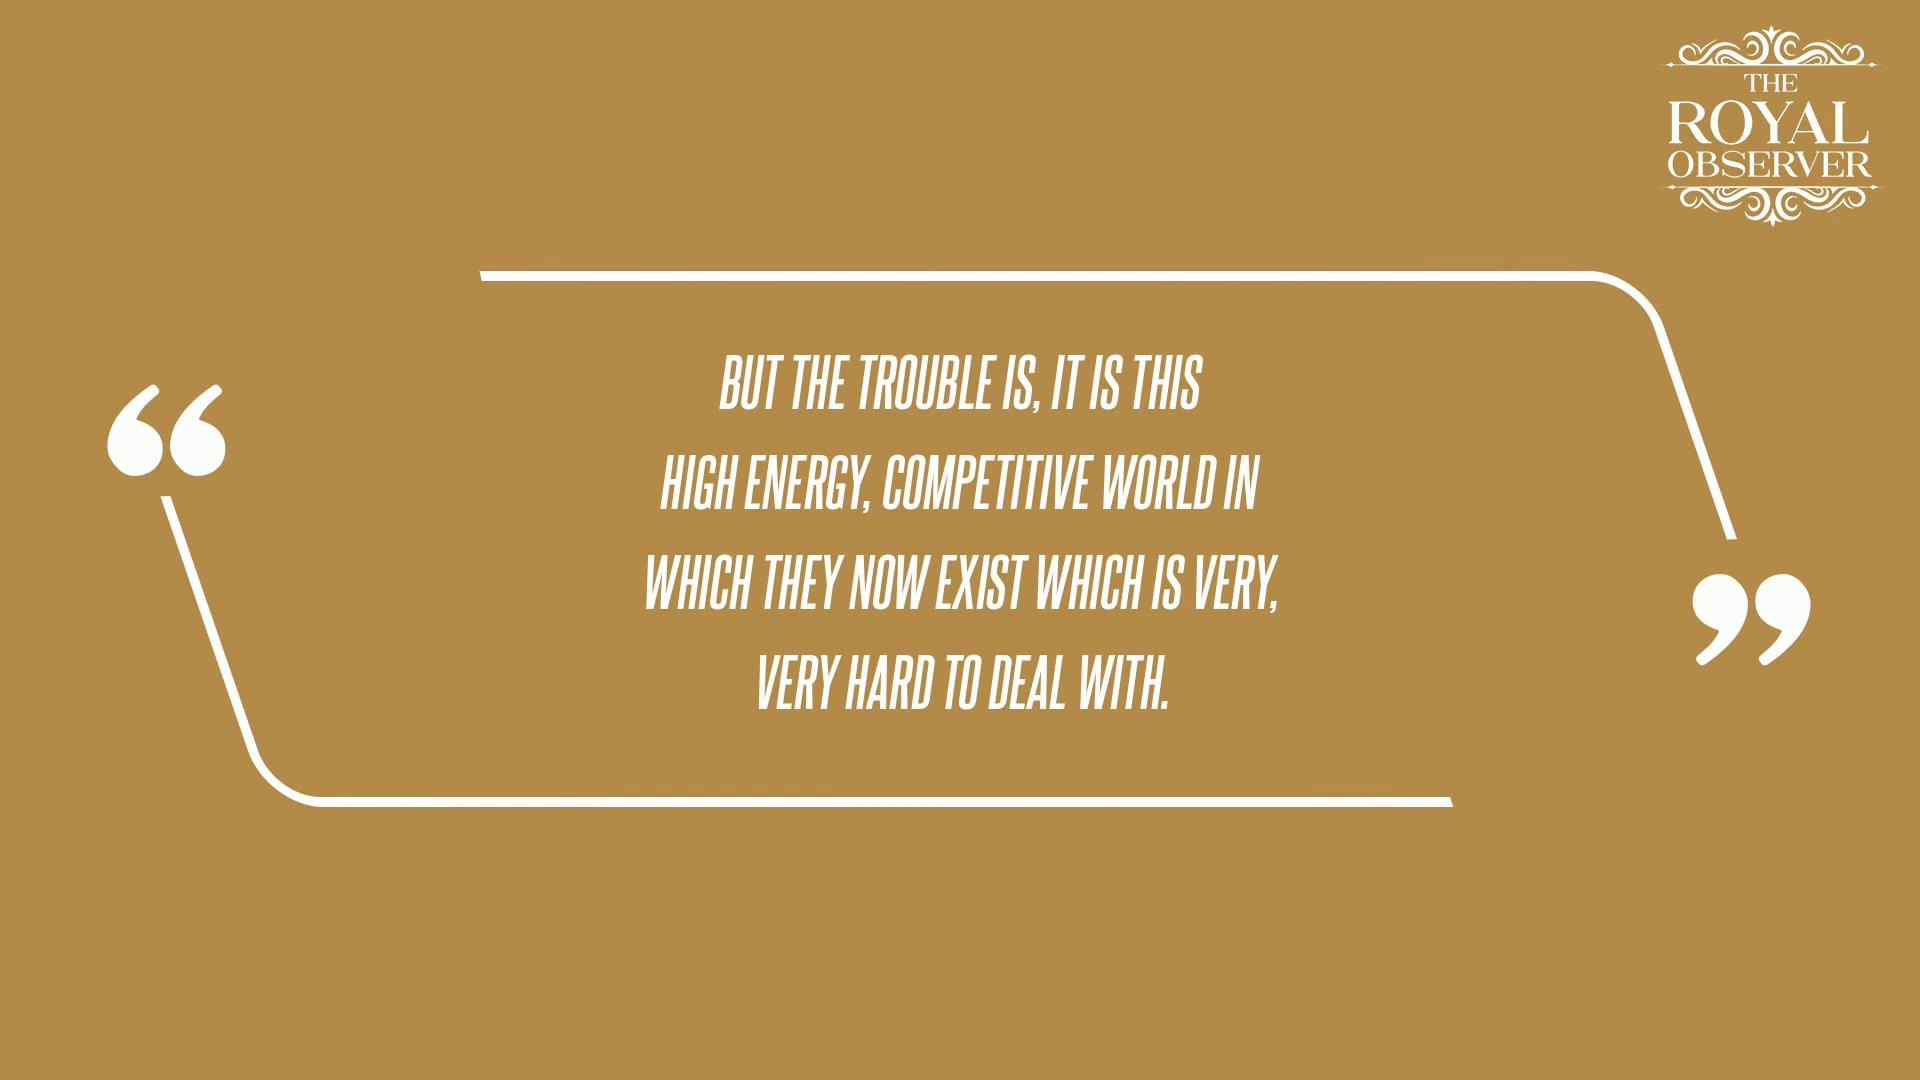 THE
ROYAL
OBSERVER
“
BUT THE TROUBLE IS, IT IS THIS
HIGH ENERGY, COMPETITIVE WORLD IN
WHICH THEY NOW EXIST WHICH IS VERY,
VERY HARD TO DEAL WITH.
”